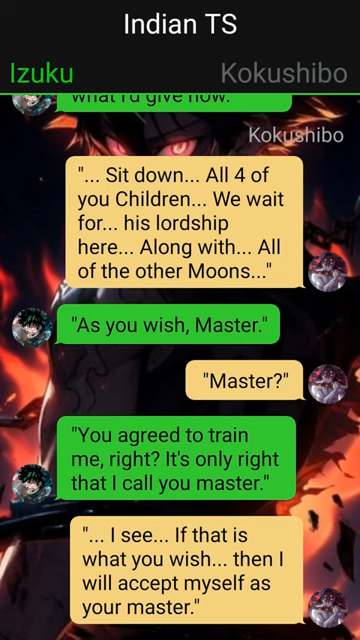 Indian TS
Izuku
Kokushibo
what I'd give now."
Kokushibo
"... Sit down... All 4 of
you Children... We wait
for... his lordship
here... Along with... All
of the other Moons..."
"As you wish, Master."
"Master?"
"You agreed to train
me, right? It's only right
that I call you master."
"... I see... If that is
what you wish... then I
will accept myself as
your master."